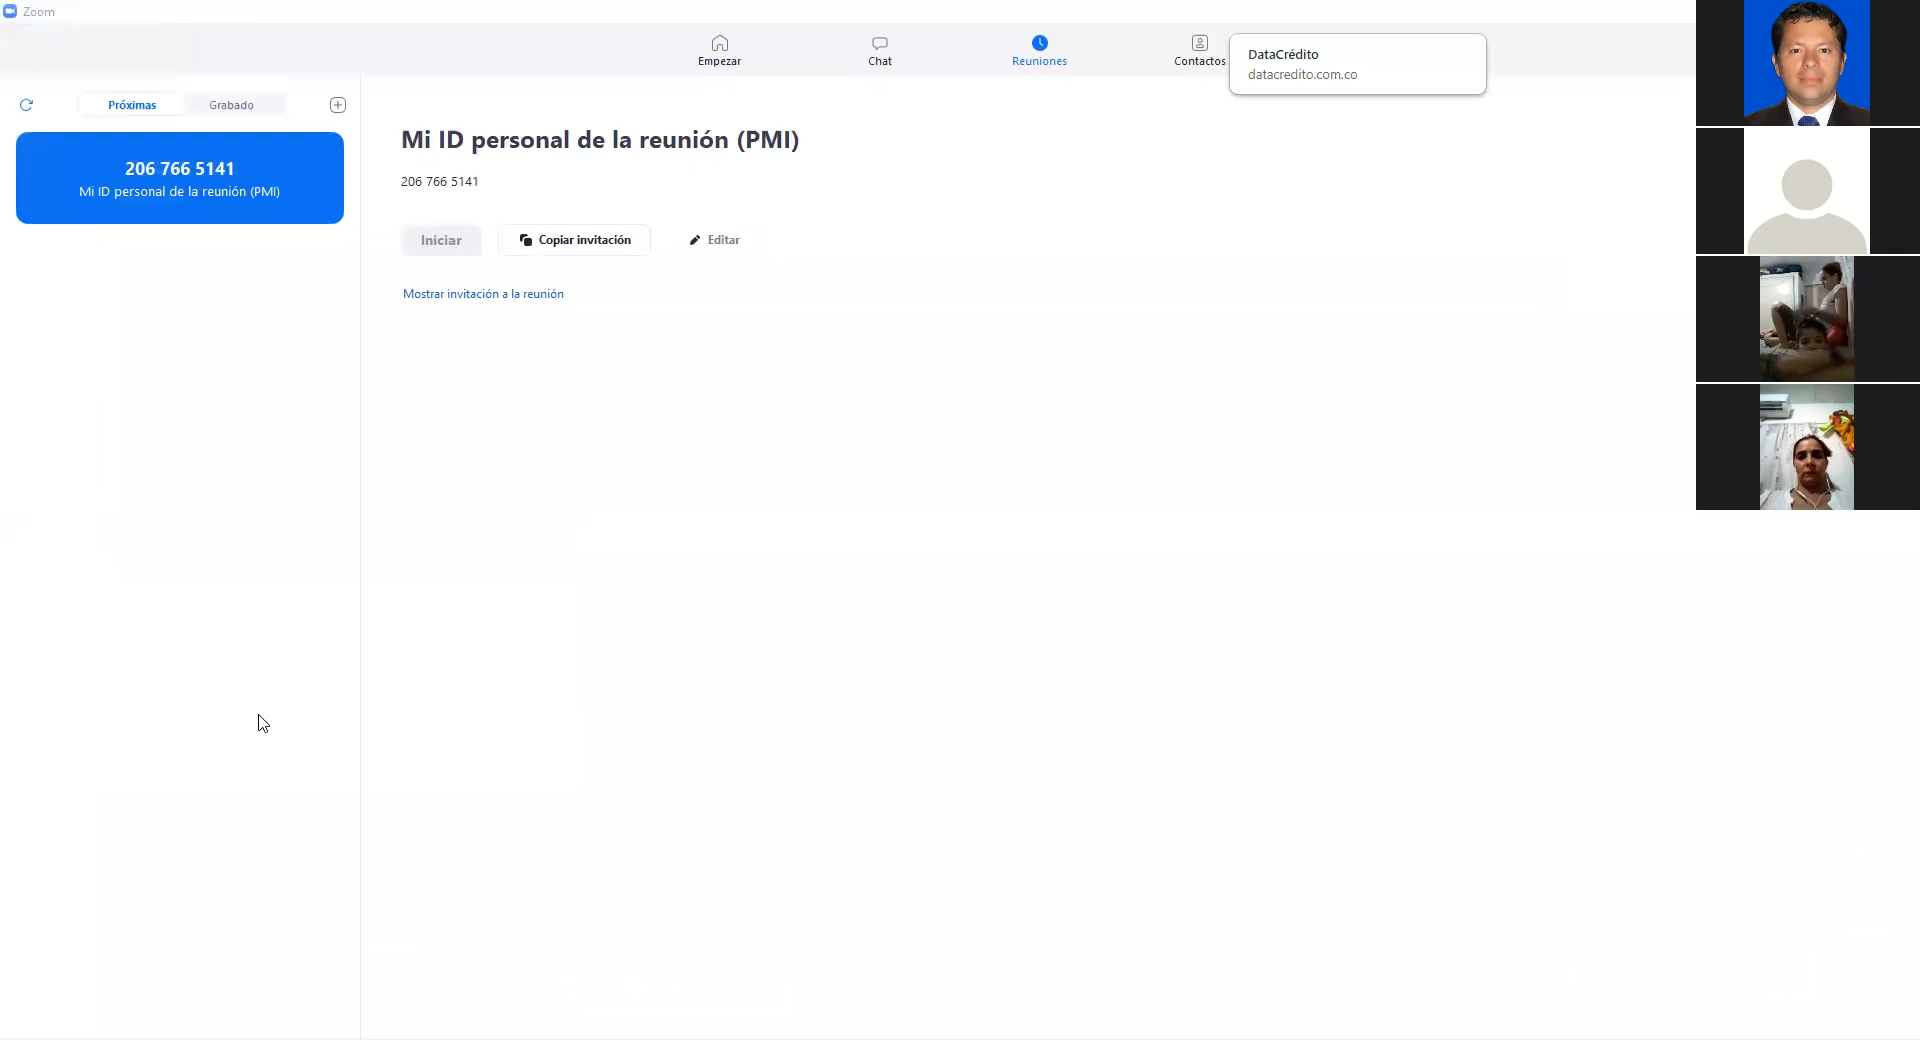 Zoom
Empezar
Chat
Reuniones
Contactos
DataCrédito
datacredito.com.co
Próximas
Grabado
206 766 5141
Mi ID personal de la reunión (PMI)
Mi ID personal de la reunión (PMI)
206 766 5141
Iniciar
Copiar invitación
Editar
Mostrar invitación a la reunión